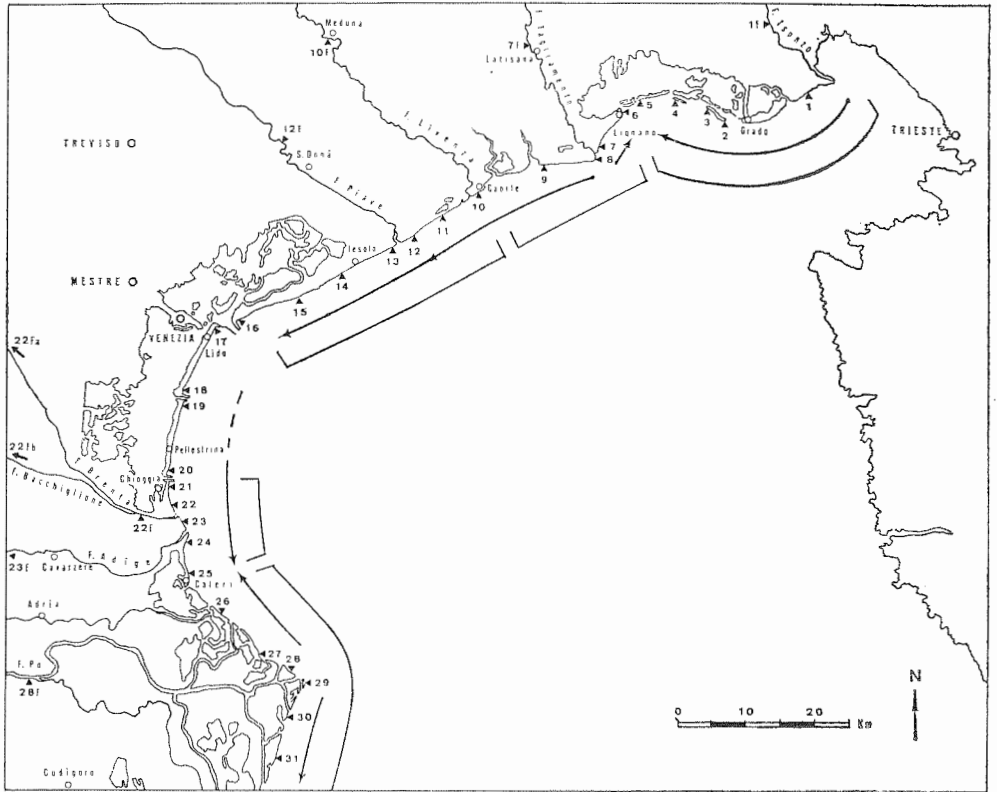 Meduna
10F
7F
Latisana
F. Tagliamento
1F
F. Isonzo
TRIESTE
1
2
3
4
5
6
Grado
Lignano
7
8
9
F. Livenza
Caorle
10
11
12
13
TREVISO
12F
S. Donà
F. Piave
Iesolo
14
15
16
MESTRE
VENEZIA
17
Lido
22Fa
18
19
Pellestrina
22Fb
20
Chioggia
21
F. Brenta
F. Bacchiglione
22
22F
23
24
F. Adige
23F
Cavarzere
25
Caleri
26
Adria
27
28
29
F. Po
28F
30
31
Codigoro
N
0 10 20 Km